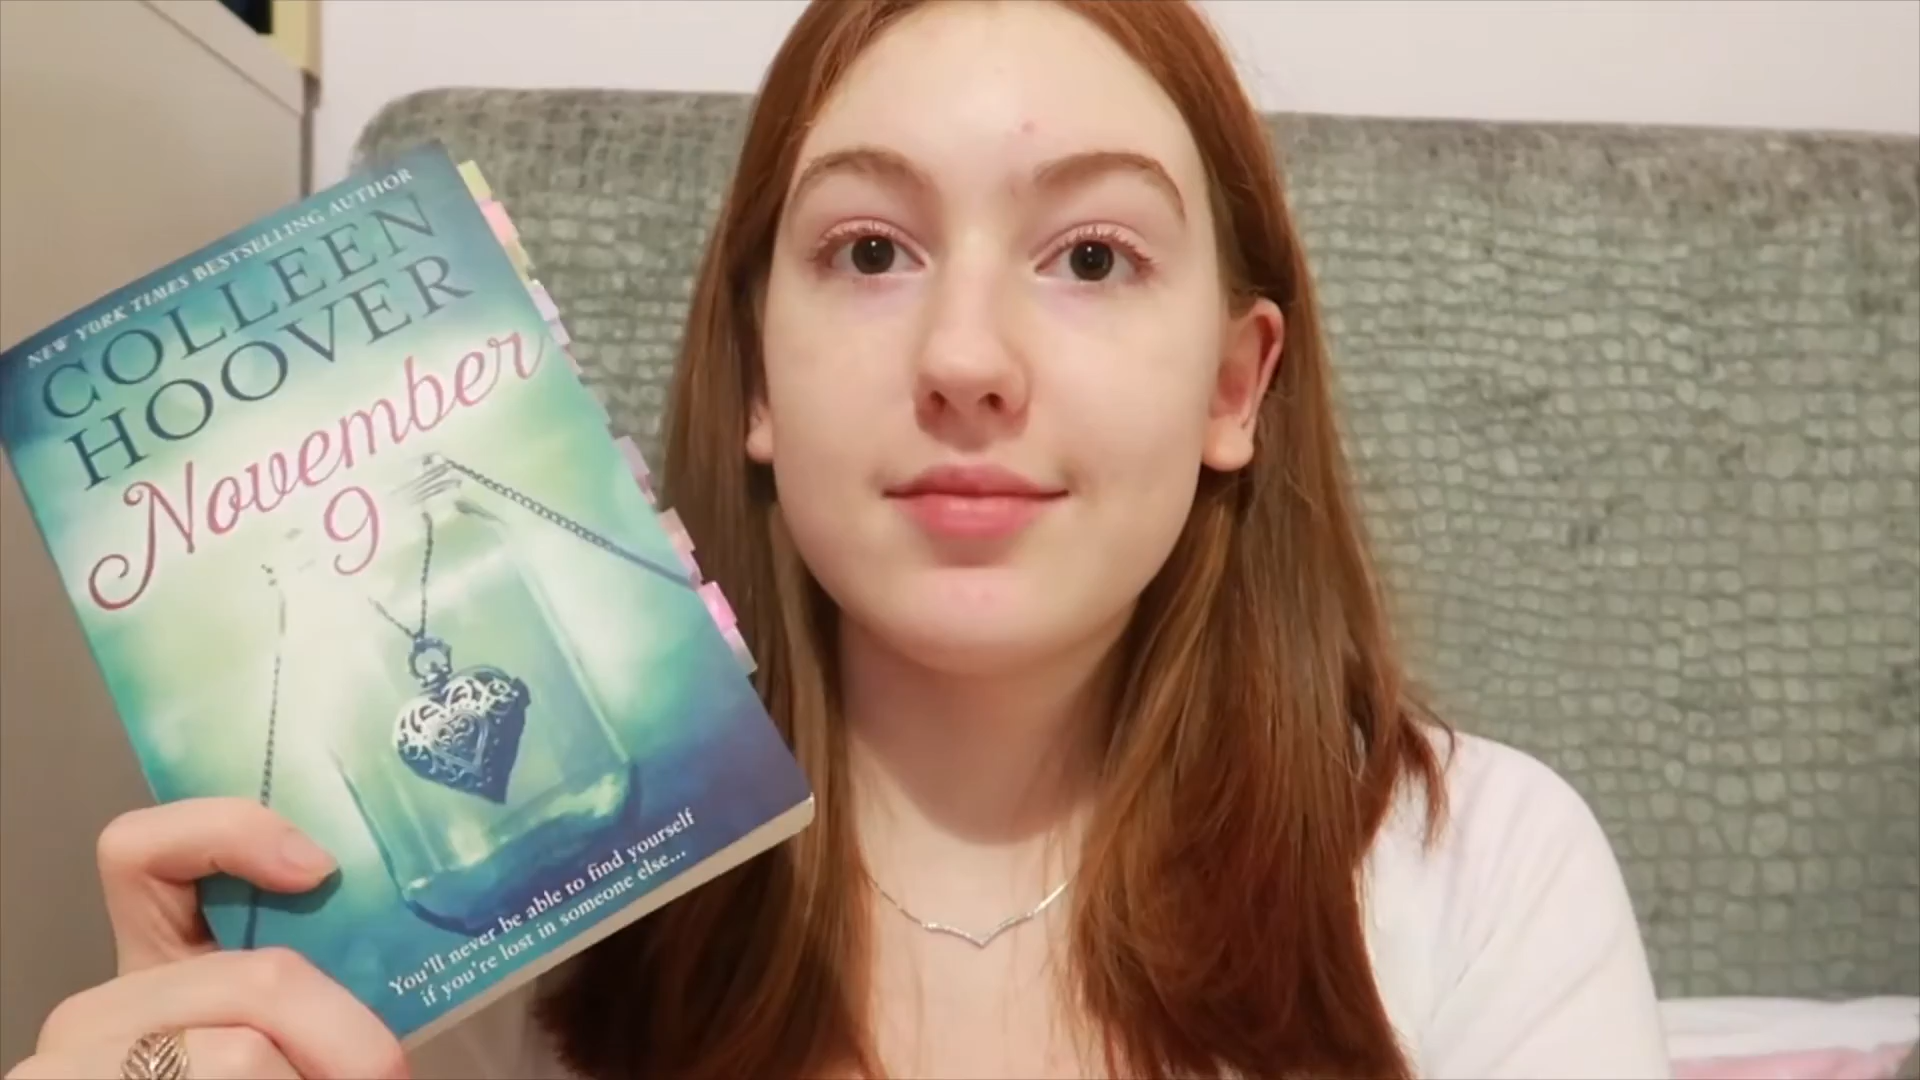 NEW YORK TIMES BESTSELLING AUTHOR
COLLEEN
HOOVER
November
9
You'll never be able to find yourself
if you're lost in someone else...